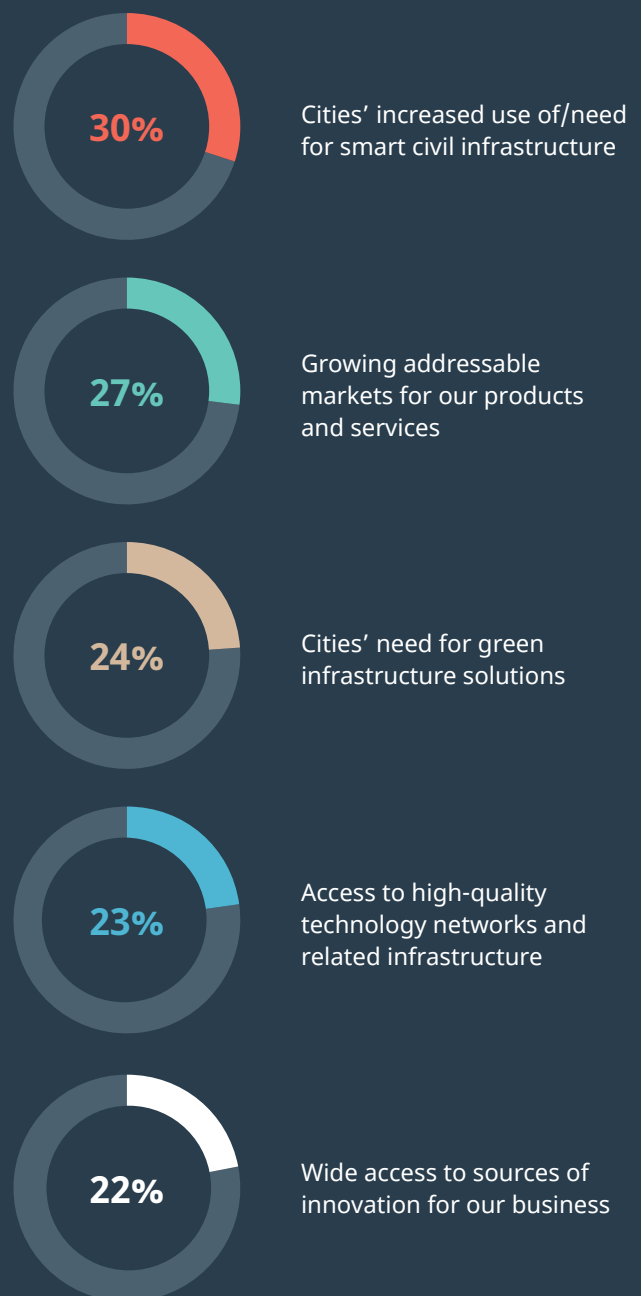 30%
Cities’ increased use of/need
for smart civil infrastructure
27%
Growing addressable
markets for our products
and services
24%
Cities’ need for green
infrastructure solutions
23%
Access to high-quality
technology networks and
related infrastructure
22%
Wide access to sources of
innovation for our business